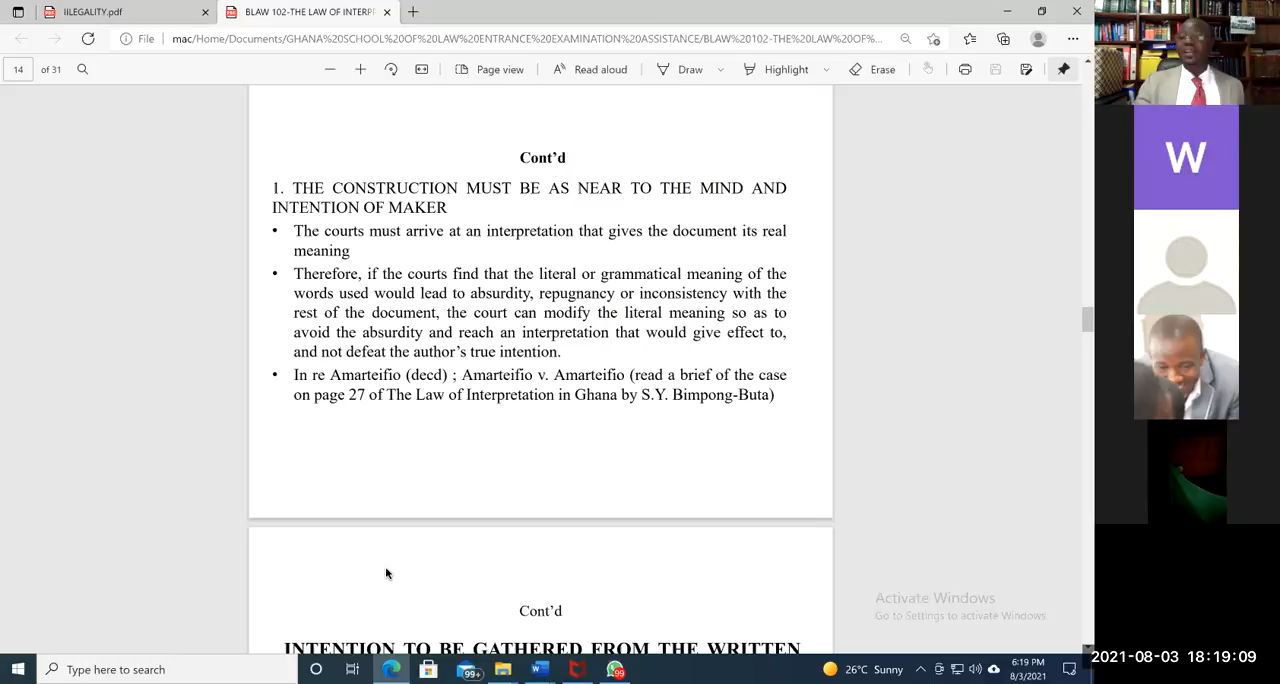 IILEGALITY.pdf
BLAW 102-THE LAW OF INTERP
File
mac/Home/Documents/GHANA%20SCHOOL%20OF%20LAW%20ENTRANCE%20EXAMINATION%20ASSISTANCE/BLAW%20102-THE%20LAW%20OF%...
14 of 31
Page view
Read aloud
Draw
Highlight
Erase
Cont'd
1. THE CONSTRUCTION MUST BE AS NEAR TO THE MIND AND
INTENTION OF MAKER
• The courts must arrive at an interpretation that gives the document its real
meaning
• Therefore, if the courts find that the literal or grammatical meaning of the
words used would lead to absurdity, repugnancy or inconsistency with the
rest of the document, the court can modify the literal meaning so as to
avoid the absurdity and reach an interpretation that would give effect to,
and not defeat the author's true intention.
• In re Amarteifio (decd) ; Amarteifio v. Amarteifio (read a brief of the case
on page 27 of The Law of Interpretation in Ghana by S.Y. Bimpong-Buta)
Cont'd
INTENTION TO BE GATHERED FROM THE WRITTEN
Activate Windows
Go to Settings to activate Windows.
W
Type here to search
99+
99
26°C Sunny
6:19 PM
8/3/2021
2021-08-03 18:19:09